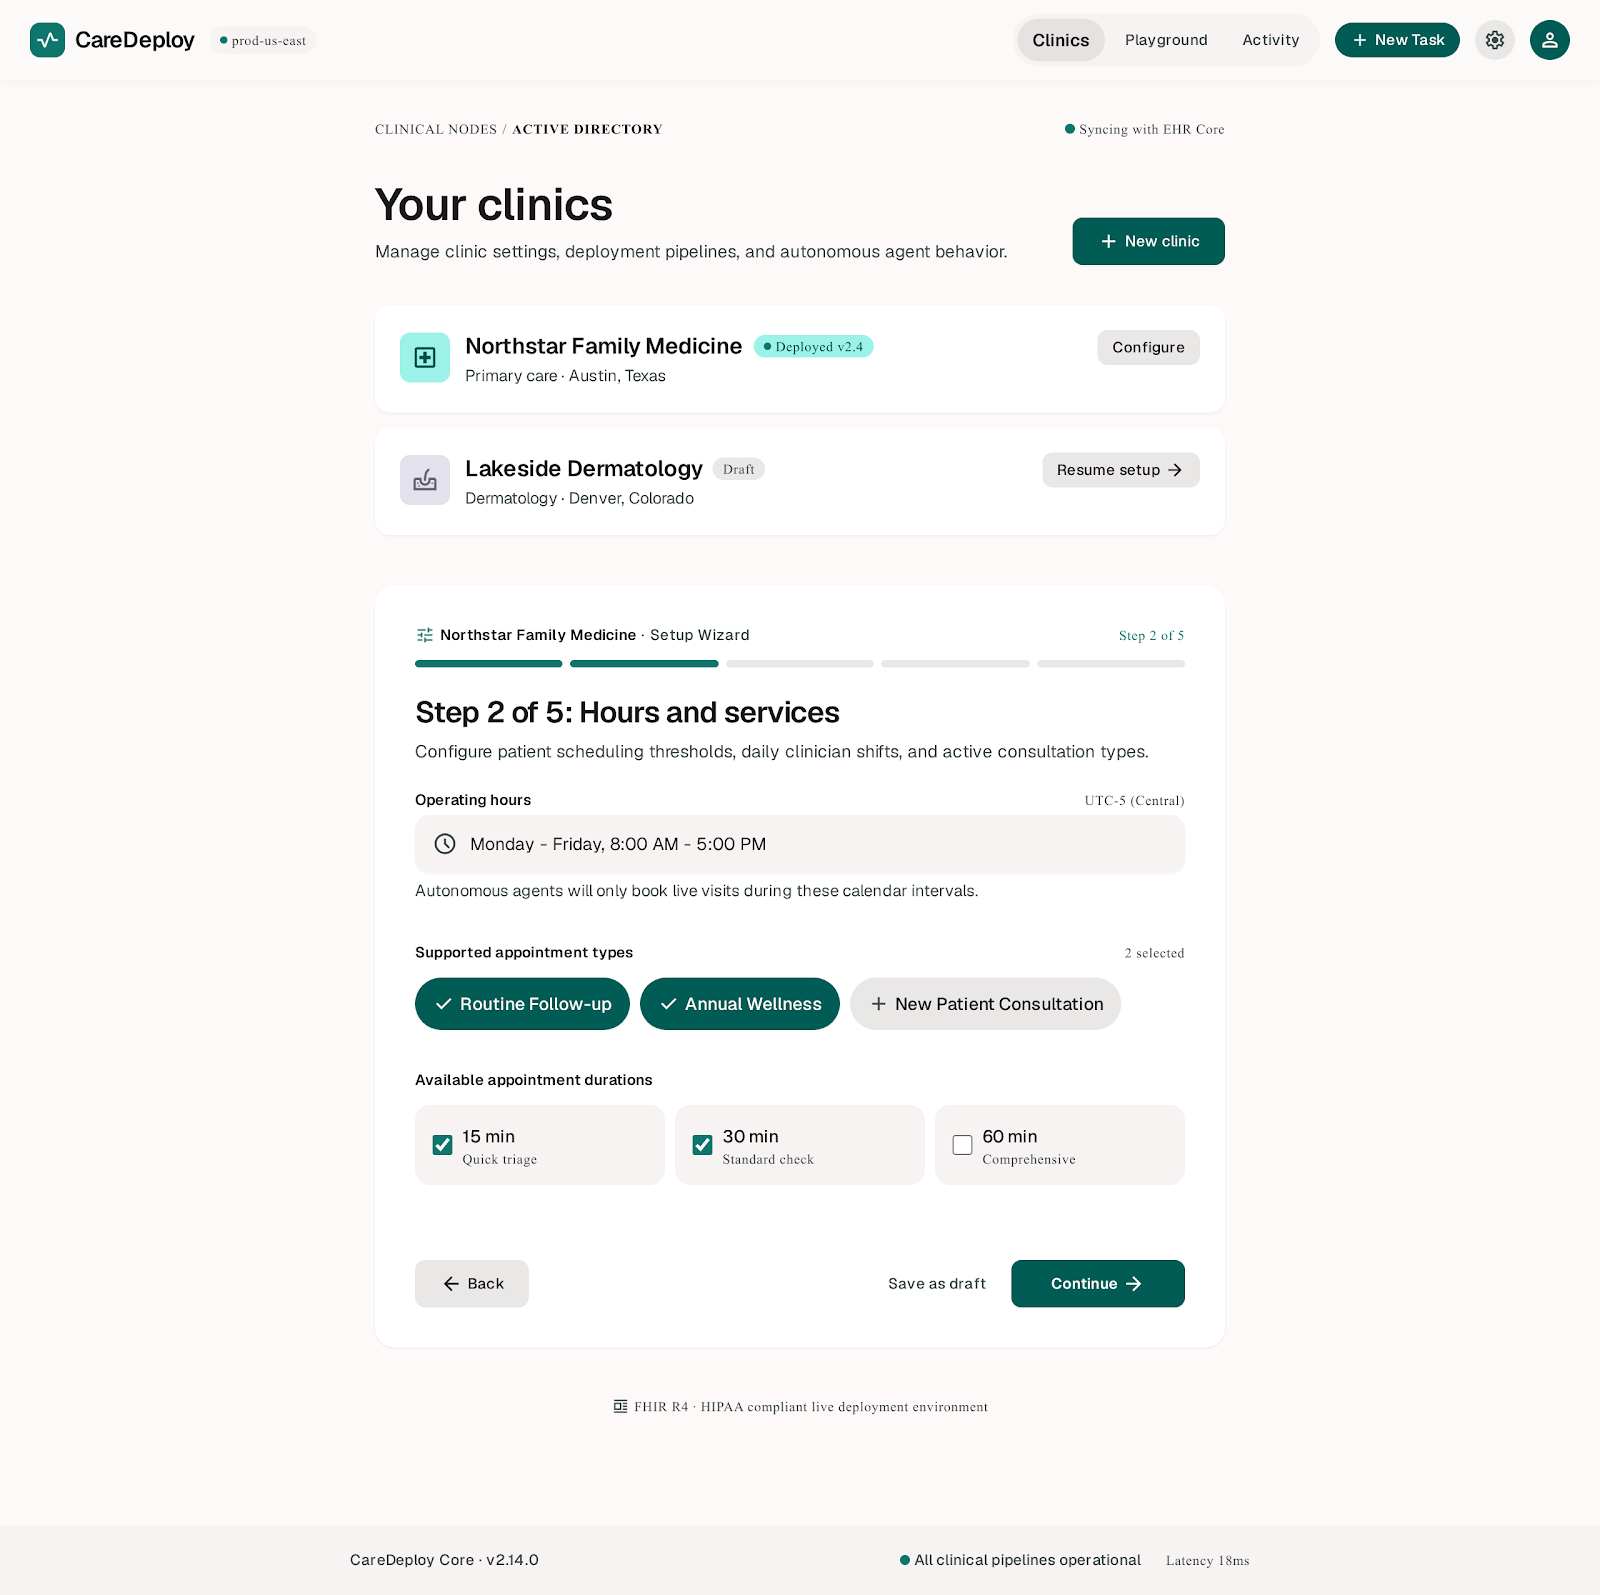 CareDeploy
prod-us-east
Clinics
Playground
Activity
New Task
CLINICAL NODES / ACTIVE DIRECTORY
Syncing with EHR Core
Your clinics
Manage clinic settings, deployment pipelines, and autonomous agent behavior.
New clinic
Northstar Family Medicine
Deployed v2.4
Primary care · Austin, Texas
Configure
Lakeside Dermatology
Draft
Dermatology · Denver, Colorado
Resume setup
Northstar Family Medicine · Setup Wizard
Step 2 of 5
Step 2 of 5: Hours and services
Configure patient scheduling thresholds, daily clinician shifts, and active consultation types.
Operating hours
UTC-5 (Central)
Monday - Friday, 8:00 AM - 5:00 PM
Autonomous agents will only book live visits during these calendar intervals.
Supported appointment types
2 selected
Routine Follow-up
Annual Wellness
New Patient Consultation
Available appointment durations
15 min
Quick triage
30 min
Standard check
60 min
Comprehensive
Back
Save as draft
Continue
FHIR R4 · HIPAA compliant live deployment environment
CareDeploy Core · v2.14.0
All clinical pipelines operational
Latency 18ms